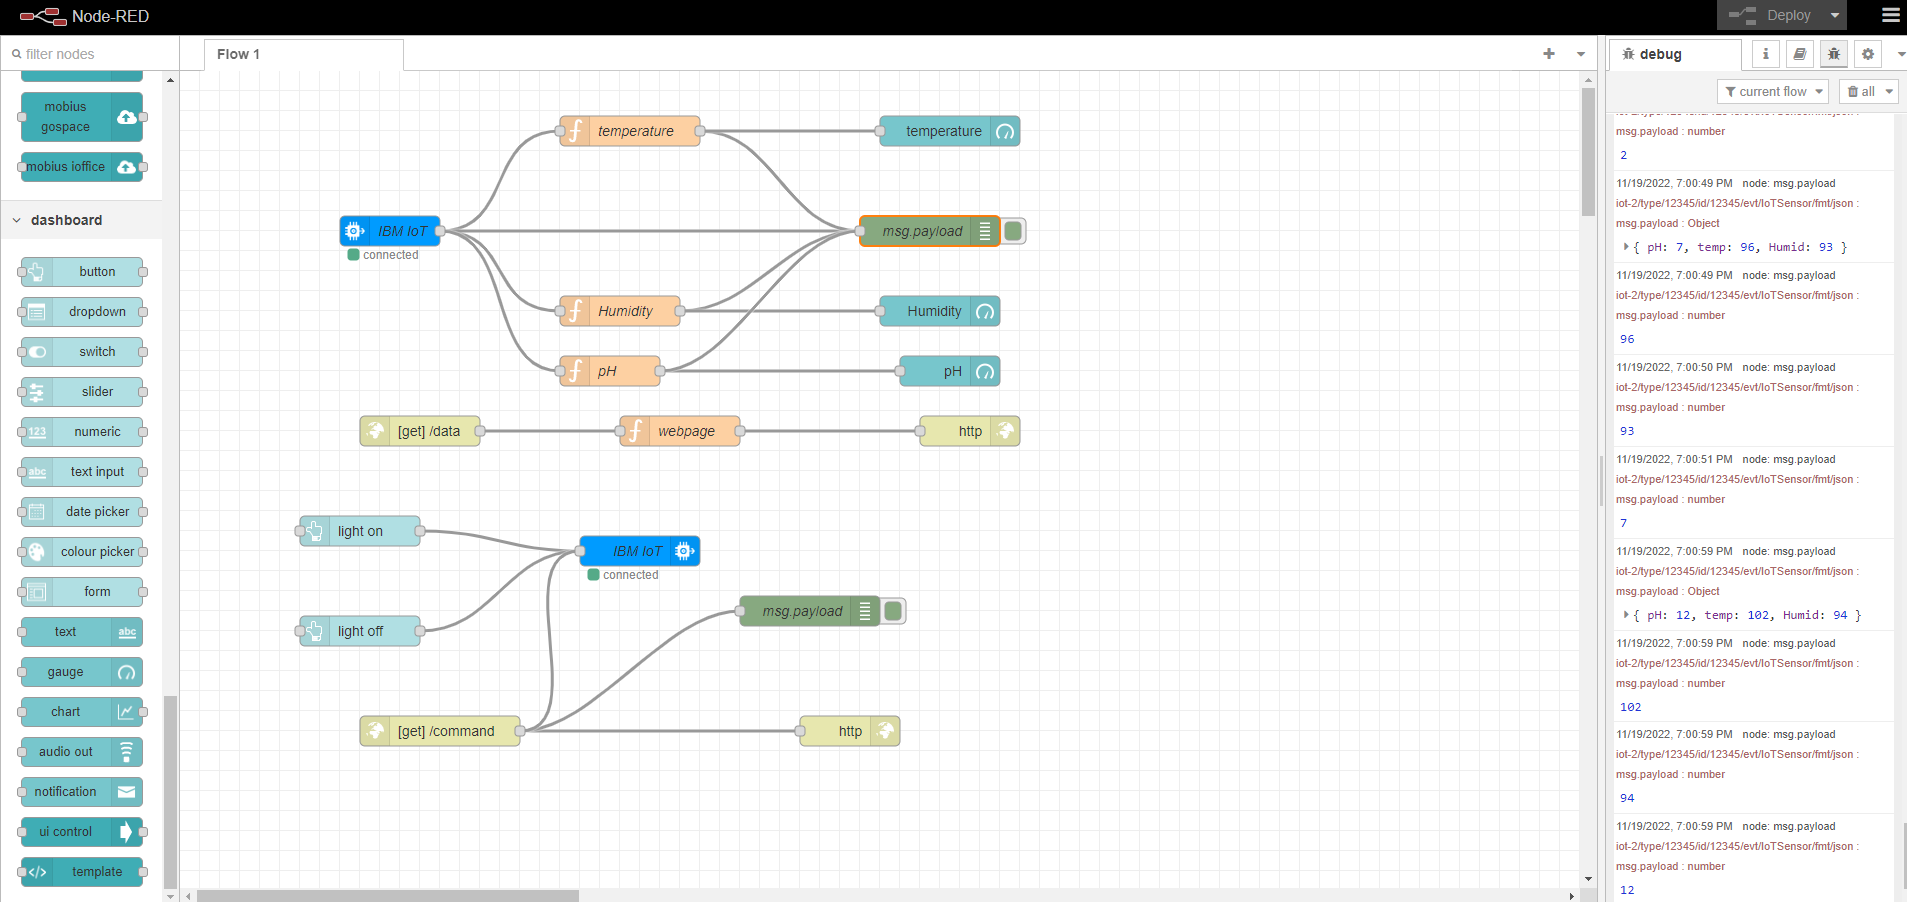 Node-RED
Deploy
filter nodes
mobius
gospace
mobius ioffice
dashboard
button
dropdown
switch
slider
123 numeric
abc text input
date picker
colour picker
form
text abc
gauge
chart
audio out
notification
ui control
</> template
Flow 1
temperature
temperature
IBM IoT
connected
msg.payload
Humidity
Humidity
pH
pH
[get] /data
webpage
http
light on
IBM IoT
connected
light off
msg.payload
[get] /command
http
debug
i
current flow
all
iot-2/type/12345/id/12345/evt/IoTSensor/fmt/json :
msg.payload : number
2
11/19/2022, 7:00:49 PM node: msg.payload
iot-2/type/12345/id/12345/evt/IoTSensor/fmt/json :
msg.payload : Object
{ pH: 7, temp: 96, Humid: 93 }
11/19/2022, 7:00:49 PM node: msg.payload
iot-2/type/12345/id/12345/evt/IoTSensor/fmt/json :
msg.payload : number
96
11/19/2022, 7:00:50 PM node: msg.payload
iot-2/type/12345/id/12345/evt/IoTSensor/fmt/json :
msg.payload : number
93
11/19/2022, 7:00:51 PM node: msg.payload
iot-2/type/12345/id/12345/evt/IoTSensor/fmt/json :
msg.payload : number
7
11/19/2022, 7:00:59 PM node: msg.payload
iot-2/type/12345/id/12345/evt/IoTSensor/fmt/json :
msg.payload : Object
{ pH: 12, temp: 102, Humid: 94 }
11/19/2022, 7:00:59 PM node: msg.payload
iot-2/type/12345/id/12345/evt/IoTSensor/fmt/json :
msg.payload : number
102
11/19/2022, 7:00:59 PM node: msg.payload
iot-2/type/12345/id/12345/evt/IoTSensor/fmt/json :
msg.payload : number
94
11/19/2022, 7:00:59 PM node: msg.payload
iot-2/type/12345/id/12345/evt/IoTSensor/fmt/json :
msg.payload : number
12